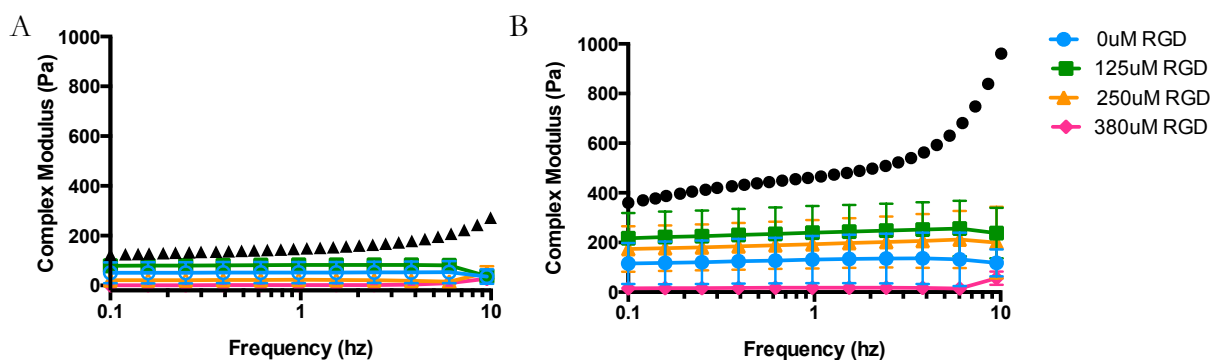 A
1000
800
600
400
200
0
Complex Modulus (Pa)
0.1
1
10
Frequency (hz)
B
1000
800
600
400
200
0
Complex Modulus (Pa)
0.1
1
10
Frequency (hz)
0uM RGD
125uM RGD
250uM RGD
380uM RGD